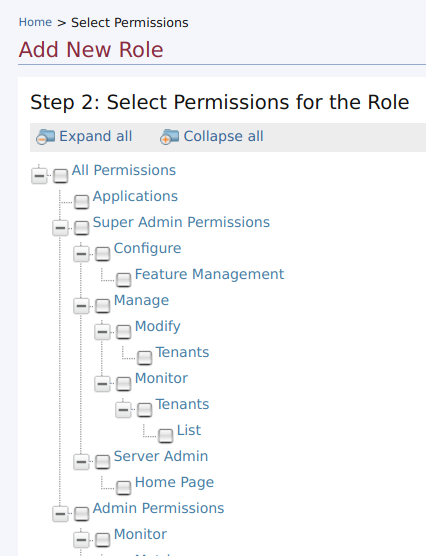 Home > Select Permissions
Add New Role
Step 2: Select Permissions for the Role
Expand all Collapse all
All Permissions
Applications
Super Admin Permissions
Configure
Feature Management
Manage
Modify
Tenants
Monitor
Tenants
List
Server Admin
Home Page
Admin Permissions
Monitor